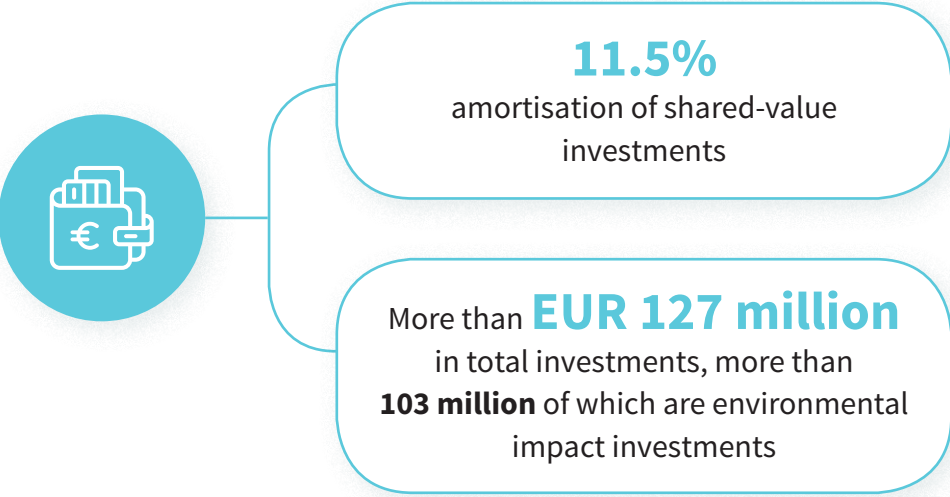 11.5%
amortisation of shared-value
investments
€
More than EUR 127 million
in total investments, more than
103 million of which are environmental
impact investments